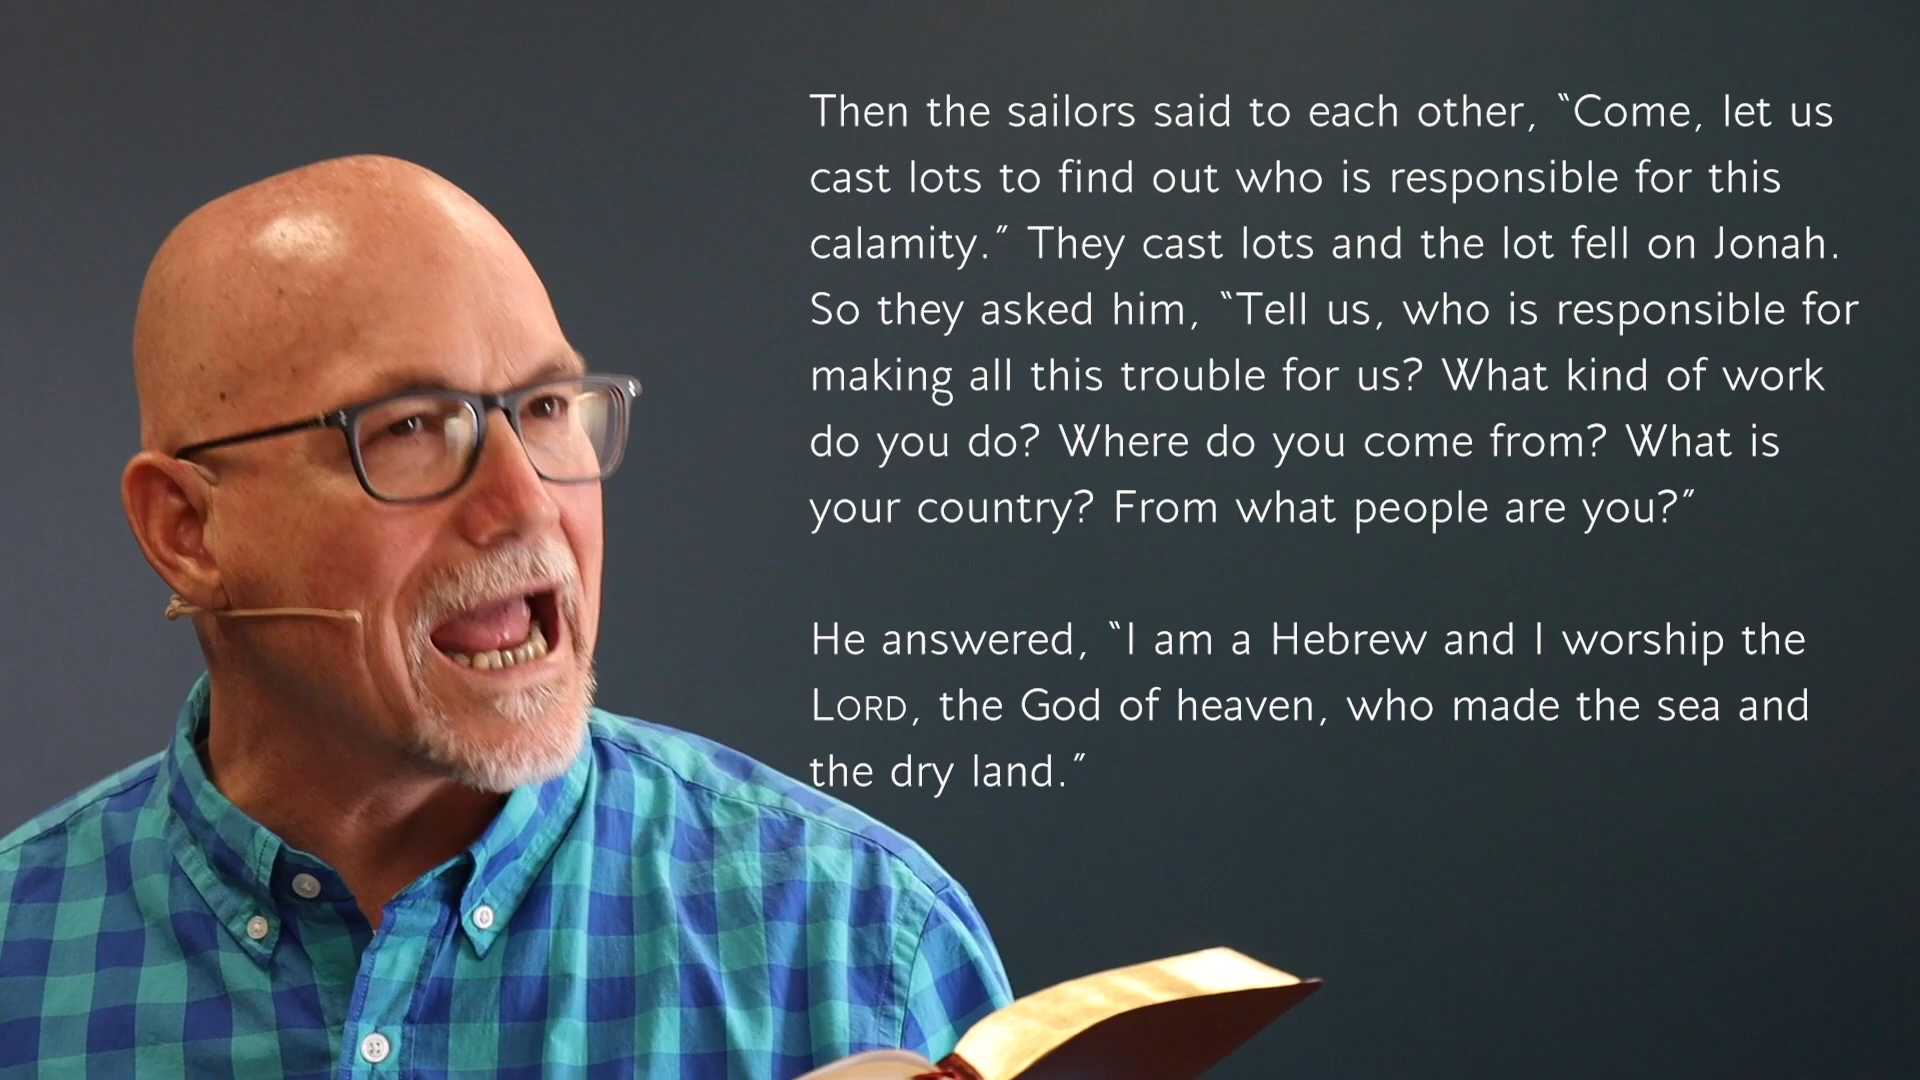 Then the sailors said to each other, “Come, let us
cast lots to find out who is responsible for this
calamity.” They cast lots and the lot fell on Jonah.
So they asked him, “Tell us, who is responsible for
making all this trouble for us? What kind of work
do you do? Where do you come from? What is
your country? From what people are you?”
He answered, “I am a Hebrew and I worship the
LORD, the God of heaven, who made the sea and
the dry land.”